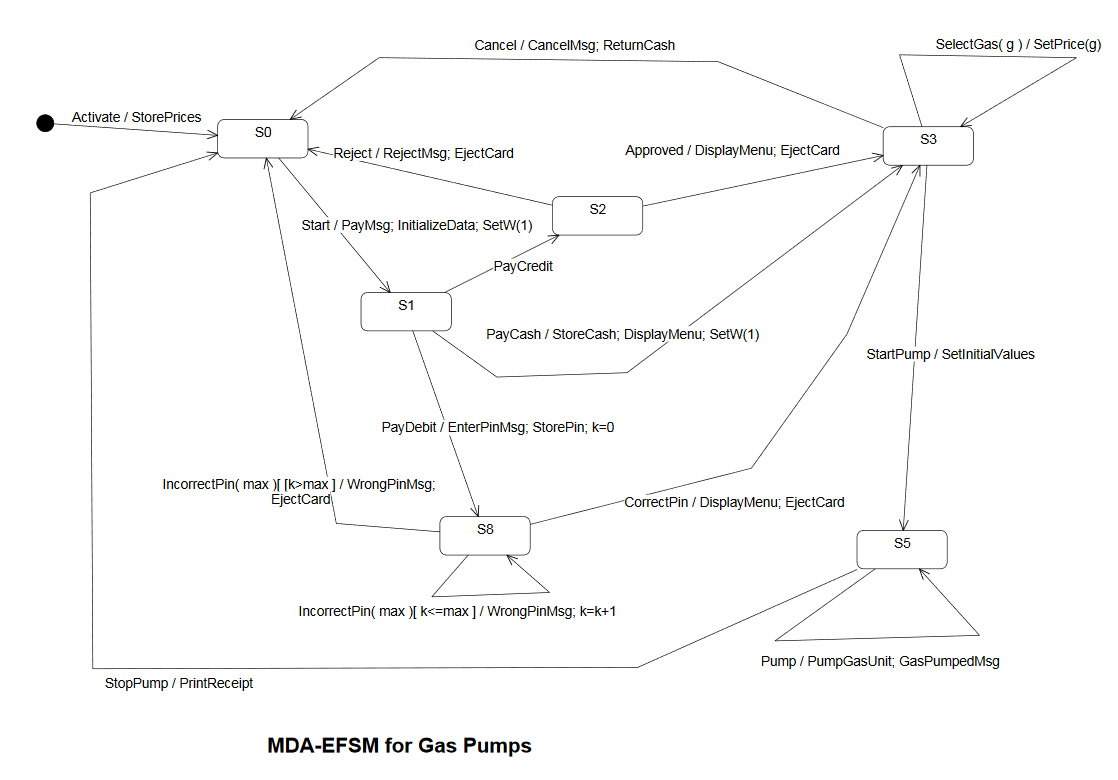 Cancel / CancelMsg; ReturnCash
SelectGas( g ) / SetPrice(g)
Activate / StorePrices
S0
S3
Reject / RejectMsg; EjectCard
Approved / DisplayMenu; EjectCard
S2
Start / PayMsg; InitializeData; SetW(1)
PayCredit
S1
PayCash / StoreCash; DisplayMenu; SetW(1)
StartPump / SetInitialValues
PayDebit / EnterPinMsg; StorePin; k=0
IncorrectPin( max )[ [k>max ] / WrongPinMsg;
EjectCard
CorrectPin / DisplayMenu; EjectCard
S8
S5
IncorrectPin( max )[ k<=max ] / WrongPinMsg; k=k+1
Pump / PumpGasUnit; GasPumpedMsg
StopPump / PrintReceipt
MDA-EFSM for Gas Pumps